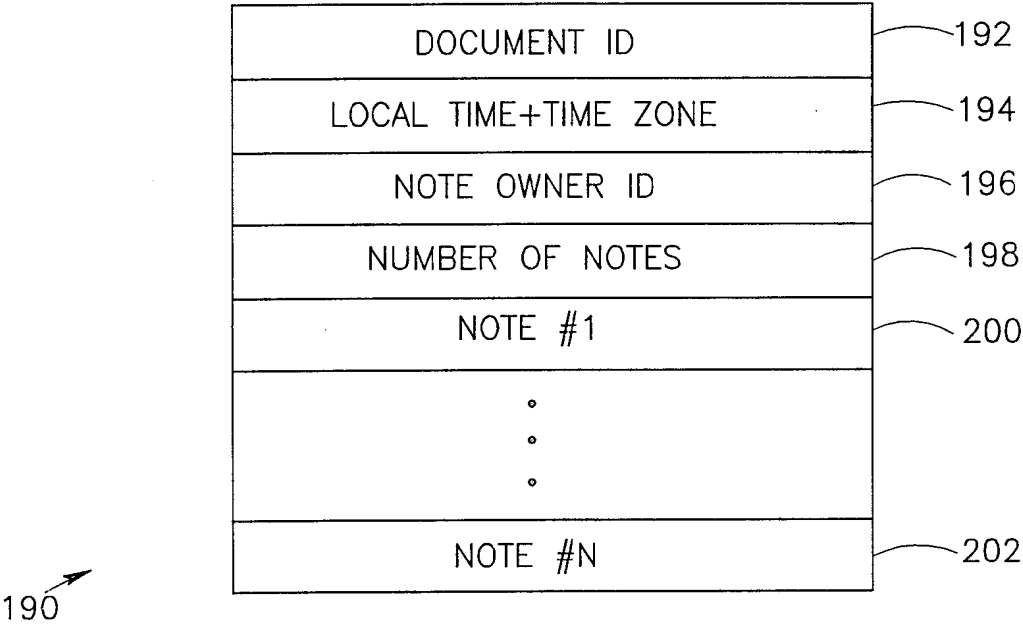 DOCUMENT ID 192
LOCAL TIME+TIME ZONE 194
NOTE OWNER ID 196
NUMBER OF NOTES 198
NOTE #1 200
NOTE #N 202
190